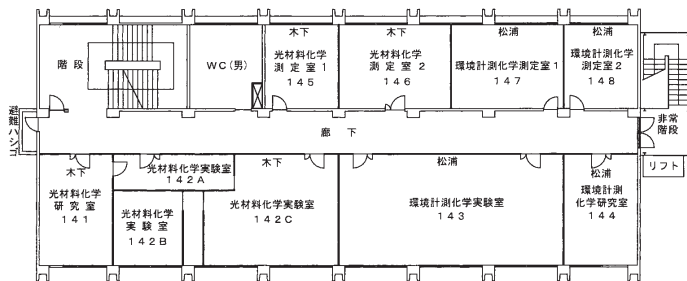 階段
WC(男)
木下
光材料化学
測定室1
145
木下
光材料化学
測定室2
146
松浦
環境計測化学測定室1
147
松浦
環境計測化学
測定室2
148
避難ハシゴ
廊下
非常
階段
リフト
木下
光材料化学
研究室
141
光材料化学実験室
142A
光材料化学
実験室
142B
木下
光材料化学実験室
142C
松浦
環境計測化学実験室
143
松浦
環境計測
化学研究室
144